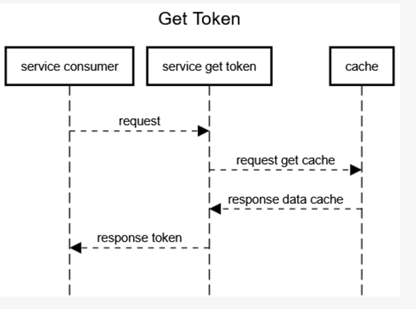 Get Token
service consumer
service get token
cache
request
request get cache
response data cache
response token